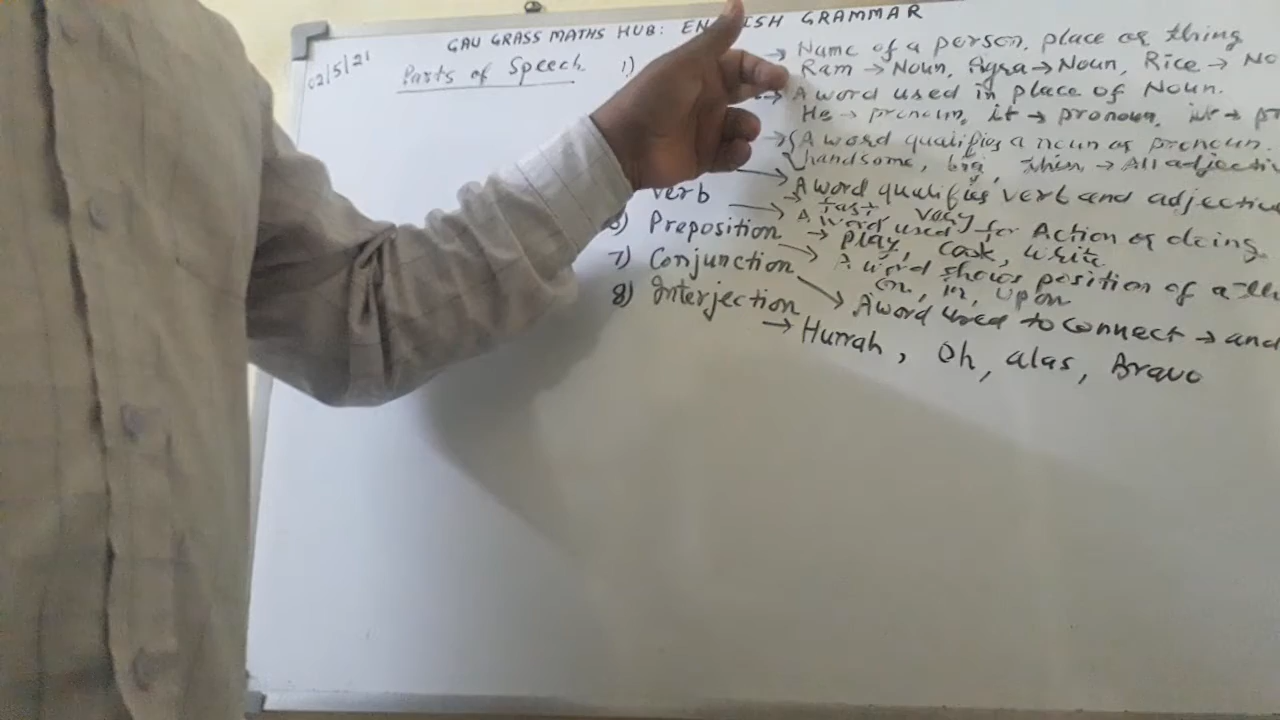 GAU GRASS MATHS HUB: ENGLISH GRAMMAR
02/5/21
Parts of Speech
1)
→ Name of a person, place or thing
Ram → Noun, Agra → Noun, Rice → No
→ A word used in place of Noun.
He → pronoun, it → pronoun,
→ A word qualifies a noun or pronoun.
handsome, big, thin, → All adjecti
→ A word qualifies verb and adjective
fast, very
Verb → A word used for Action or doing
→ play, cook, write
6) Preposition → A word shows position of a
on, in, upon
7) Conjunction → A word used to connect → and
8) Interjection
→ Hurrah, Oh, alas, Bravo